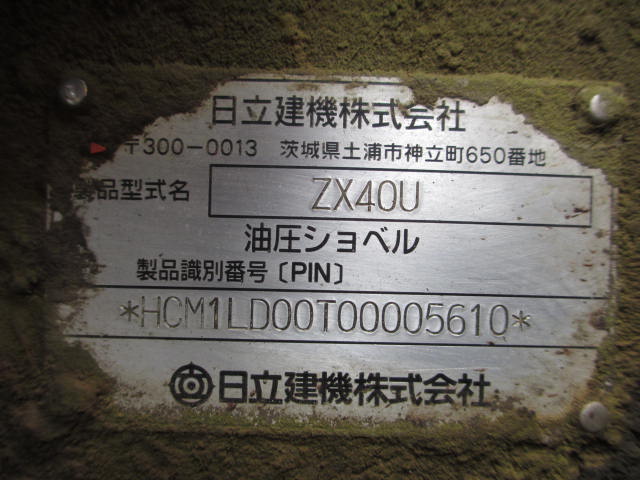 日立建機株式会社
〒300-0013 茨城県土浦市神立町650番地
製品型式名 ZX40U
油圧ショベル
製品識別番号〔PIN〕
*HCM1LD00T00005610*
日立建機株式会社